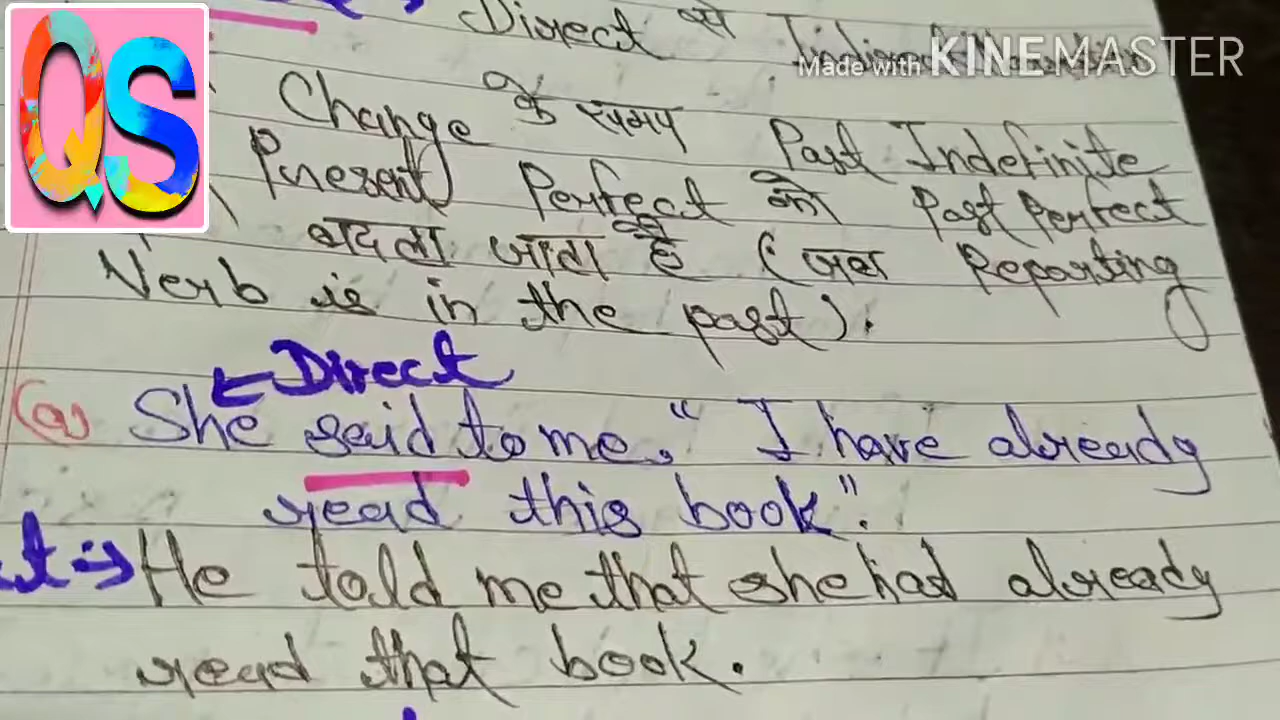 QS
Direct से
Made with KINEMASTER
Change के समय Past Indefinite
Present Perfect को Past Perfect
बदला जाता है (जब Reporting
Verb is in the past).
Direct
(a) She said to me, “I have already
read this book".
He told me that she had already
read that book.